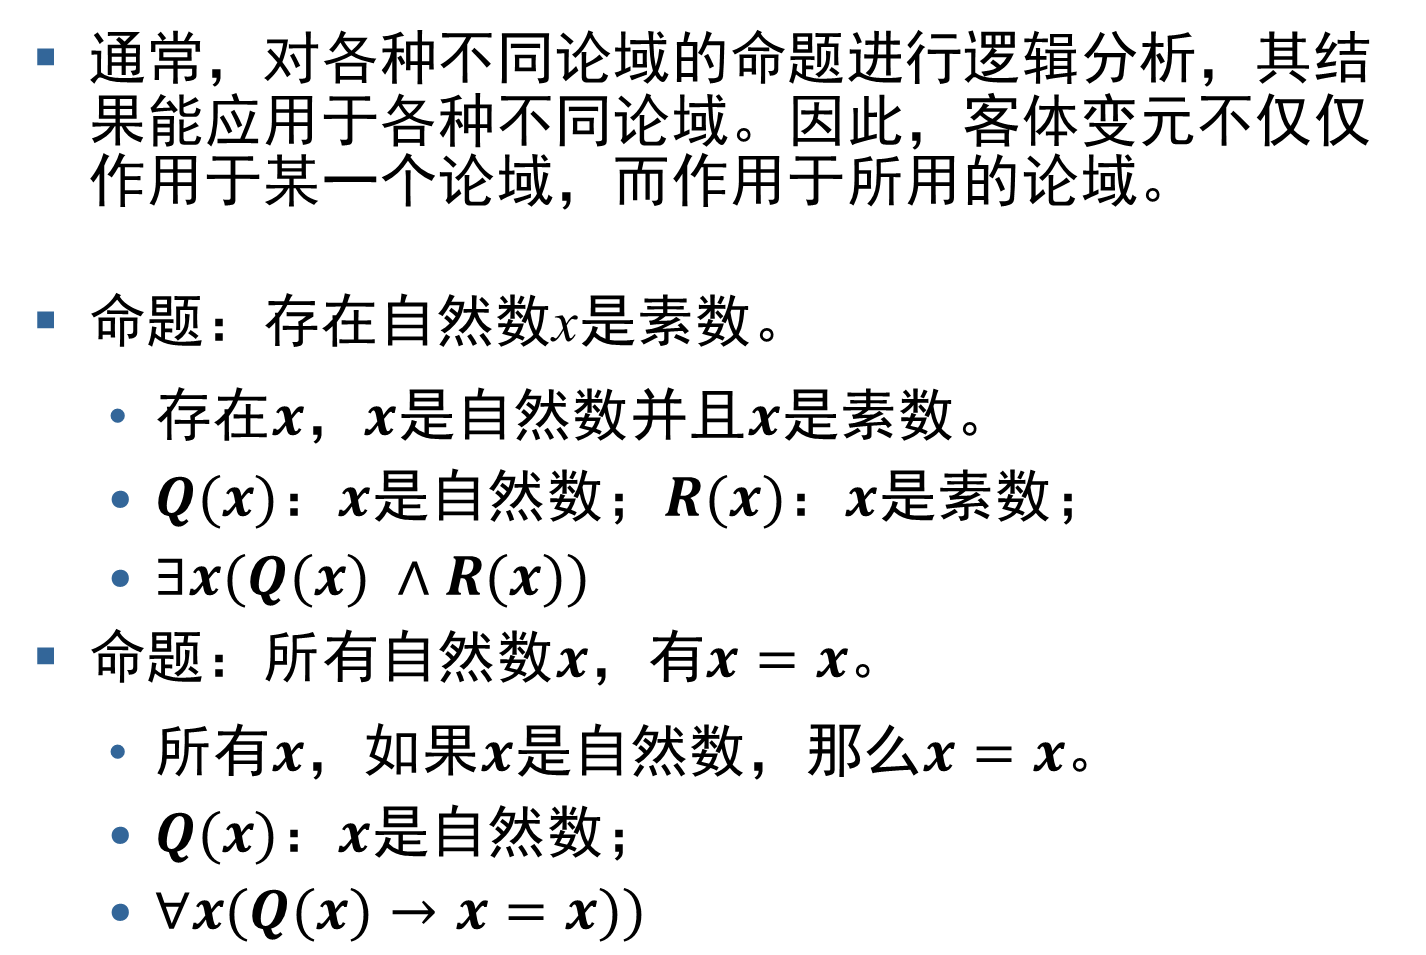 ▪ 通常，对各种不同论域的命题进行逻辑分析，其结
果能应用于各种不同论域。因此，客体变元不仅仅
作用于某一个论域，而作用于所用的论域。
▪ 命题：存在自然数x是素数。
• 存在x，x是自然数并且x是素数。
• Q(x)：x是自然数；R(x)：x是素数；
• ∃x(Q(x) ∧ R(x))
▪ 命题：所有自然数x，有x = x。
• 所有x，如果x是自然数，那么x = x。
• Q(x)：x是自然数；
• ∀x(Q(x) → x = x))